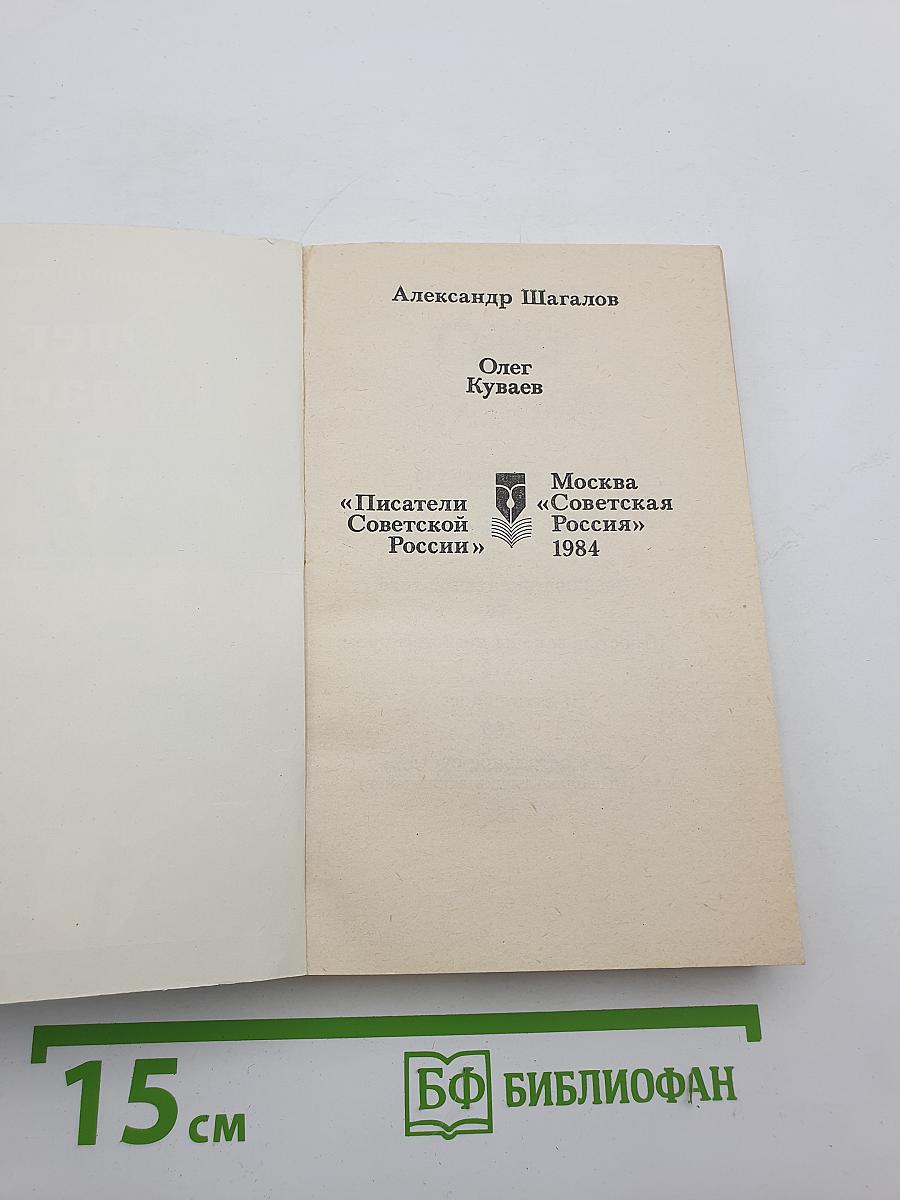 Александр Шагалов
Олег
Куваев
«Писатели
Советской
России»
Москва
«Советская
Россия»
1984
15 см
БФ БИБЛИОФАН